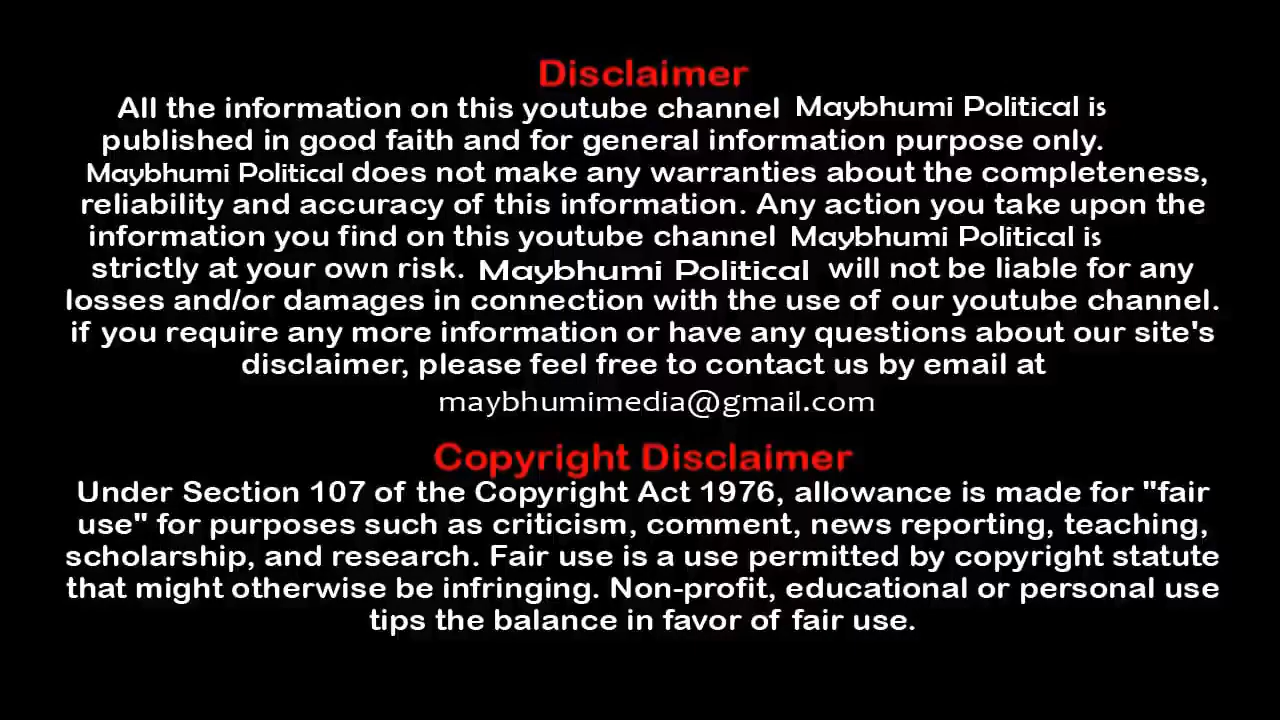 Disclaimer
All the information on this youtube channel Maybhumi Political is
published in good faith and for general information purpose only.
Maybhumi Political does not make any warranties about the completeness,
reliability and accuracy of this information. Any action you take upon the
information you find on this youtube channel Maybhumi Political is
strictly at your own risk. Maybhumi Political will not be liable for any
losses and/or damages in connection with the use of our youtube channel.
if you require any more information or have any questions about our site's
disclaimer, please feel free to contact us by email at
maybhumimedia@gmail.com
Copyright Disclaimer
Under Section 107 of the Copyright Act 1976, allowance is made for "fair
use" for purposes such as criticism, comment, news reporting, teaching,
scholarship, and research. Fair use is a use permitted by copyright statute
that might otherwise be infringing. Non-profit, educational or personal use
tips the balance in favor of fair use.